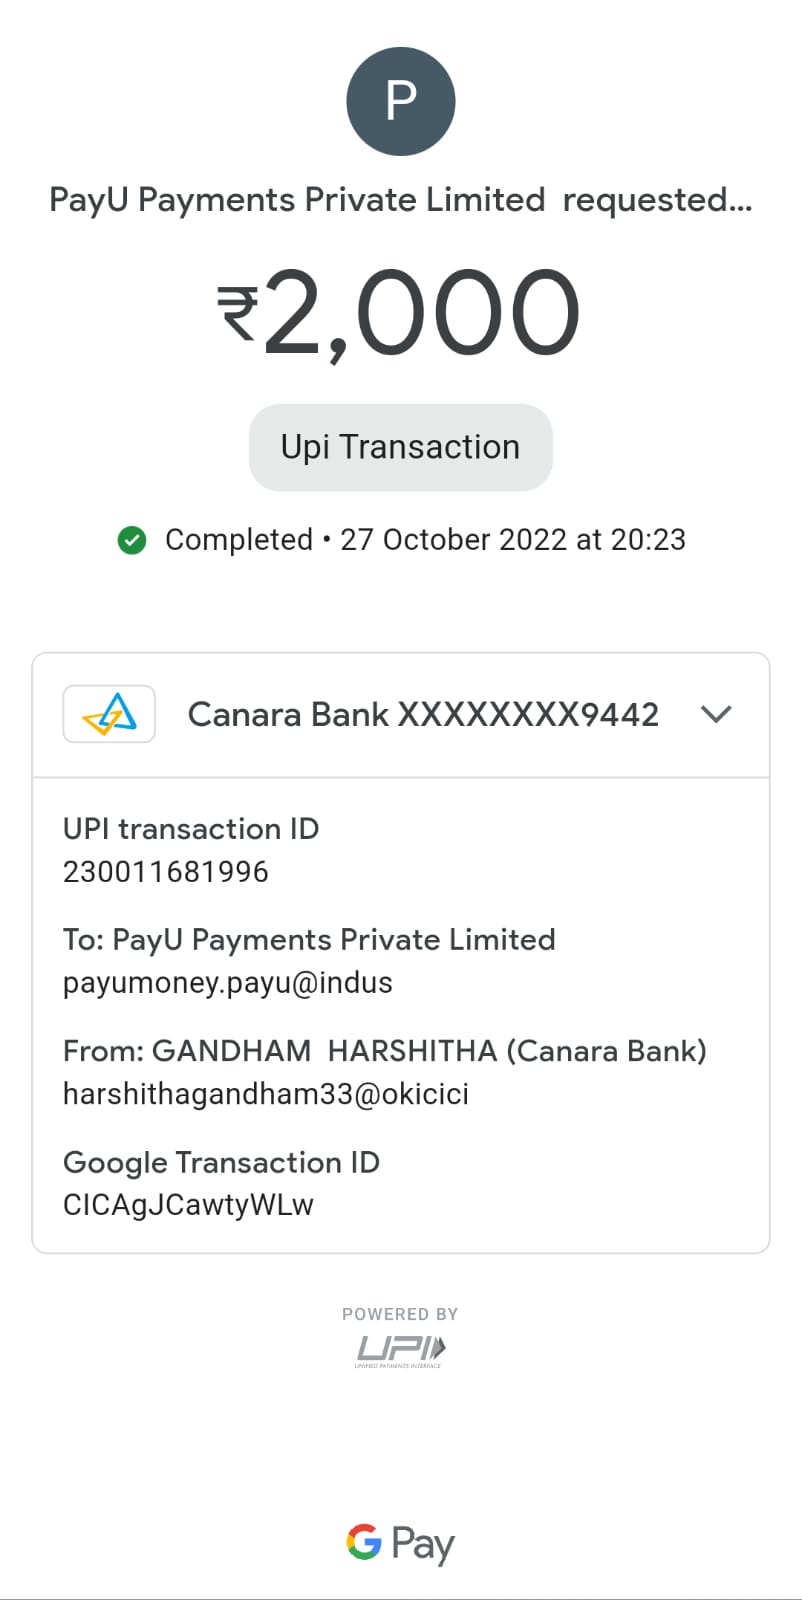 P
PayU Payments Private Limited requested...
₹2,000
Upi Transaction
Completed • 27 October 2022 at 20:23
Canara Bank XXXXXXXX9442
UPI transaction ID
230011681996
To: PayU Payments Private Limited
payumoney.payu@indus
From: GANDHAM HARSHITHA (Canara Bank)
harshithagandham33@okicici
Google Transaction ID
CICAgJCawtyWLw
POWERED BY
UPI
UNIFIED PAYMENTS INTERFACE
G Pay